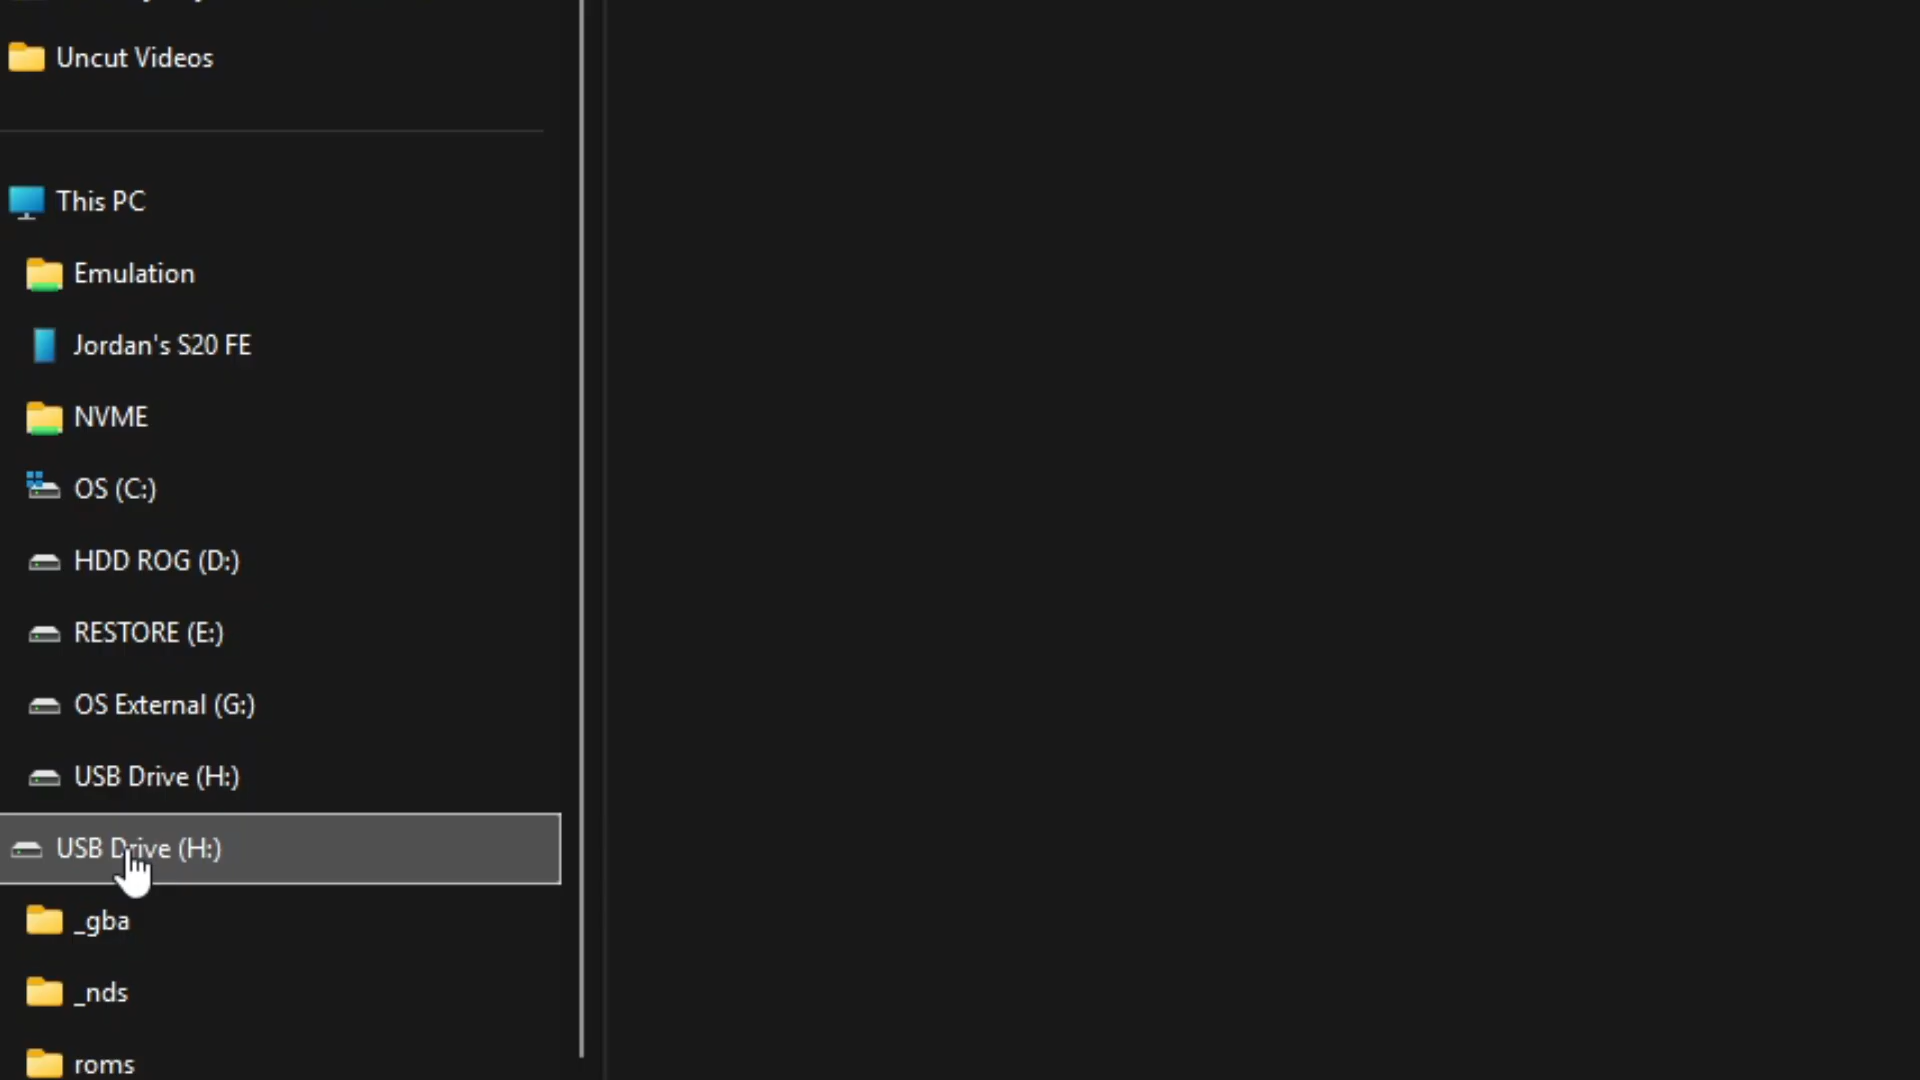 Uncut Videos
This PC
Emulation
Jordan's S20 FE
NVME
OS (C:)
HDD ROG (D:)
RESTORE (E:)
OS External (G:)
USB Drive (H:)
USB Drive (H:)
_gba
_nds
roms